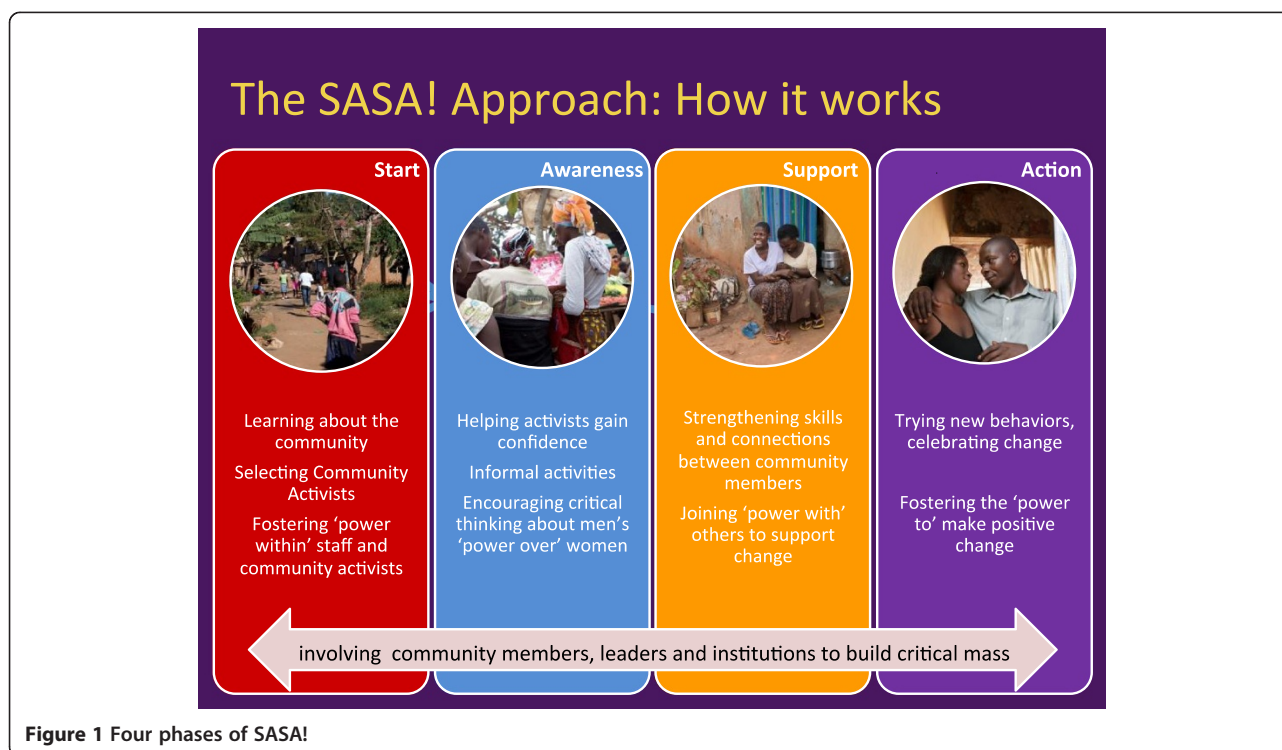 The SASA! Approach: How it works
Start
Learning about the
community
Selecting Community
Activists
Fostering ‘power
within’ staff and
community activists
Awareness
Helping activists gain
confidence
Informal activities
Encouraging critical
thinking about men’s
‘power over’ women
Support
Strengthening skills
and connections
between community
members
Joining ‘power with’
others to support
change
Action
Trying new behaviors,
celebrating change
Fostering the ‘power
to’ make positive
change
involving community members, leaders and institutions to build critical mass
Figure 1 Four phases of SASA!